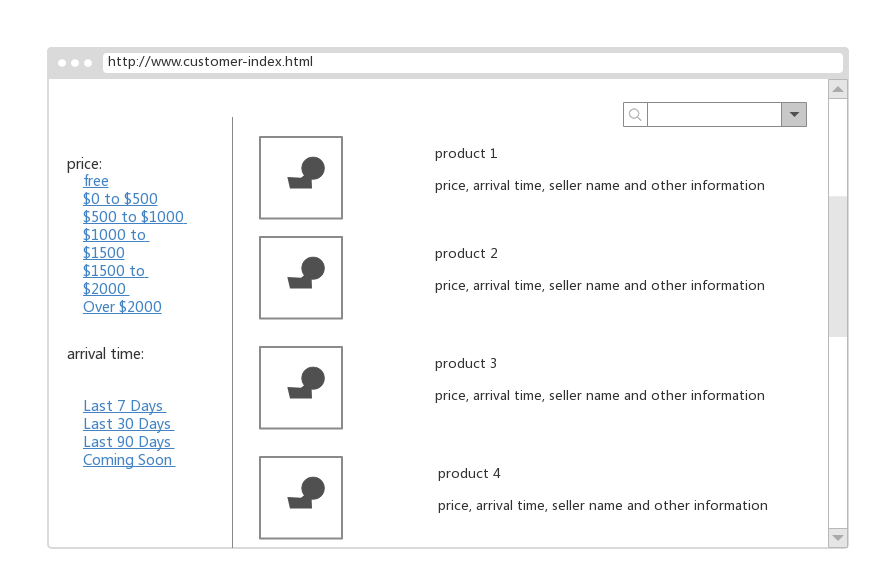 http://www.customer-index.html
price:
free
$0 to $500
$500 to $1000
$1000 to
$1500
$1500 to
$2000
Over $2000
arrival time:
Last 7 Days
Last 30 Days
Last 90 Days
Coming Soon
product 1
price, arrival time, seller name and other information
product 2
price, arrival time, seller name and other information
product 3
price, arrival time, seller name and other information
product 4
price, arrival time, seller name and other information